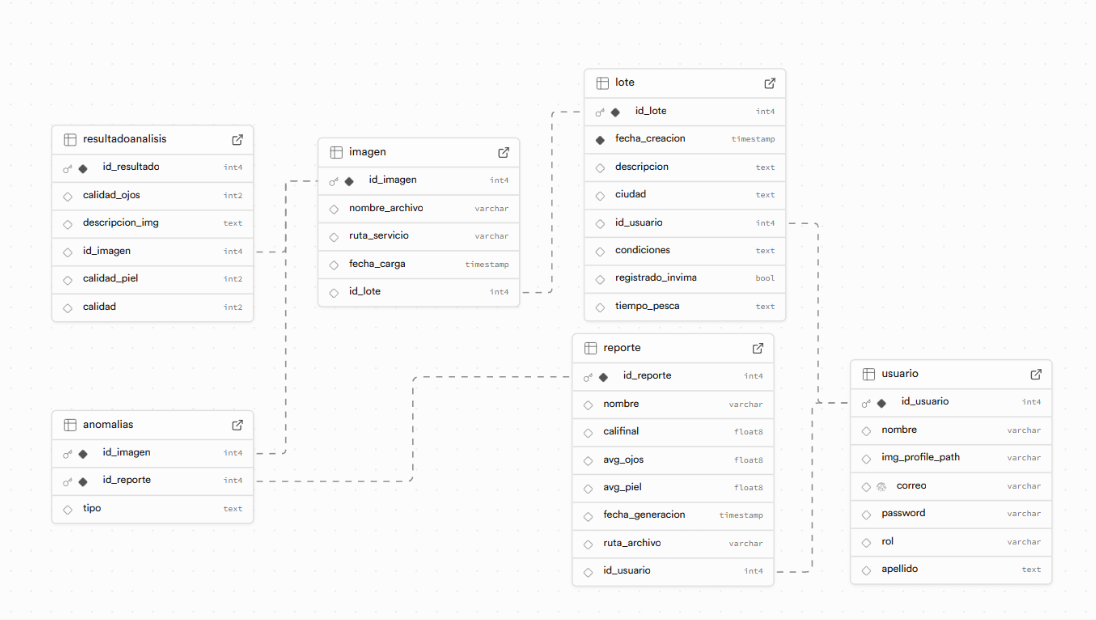 resultadoanalisis
id_resultado int4
calidad_ojos int2
descripcion_img text
id_imagen int4
calidad_piel int2
calidad int2
imagen
id_imagen int4
nombre_archivo varchar
ruta_servicio varchar
fecha_carga timestamp
id_lote int4
lote
id_lote int4
fecha_creacion timestamp
descripcion text
ciudad text
id_usuario int4
condiciones text
registrado_invima bool
tiempo_pesca text
anomalias
id_imagen int4
id_reporte int4
tipo text
reporte
id_reporte int4
nombre varchar
califinal float8
avg_ojos float8
avg_piel float8
fecha_generacion timestamp
ruta_archivo varchar
id_usuario int4
usuario
id_usuario int4
nombre varchar
img_profile_path varchar
correo varchar
password varchar
rol varchar
apellido text